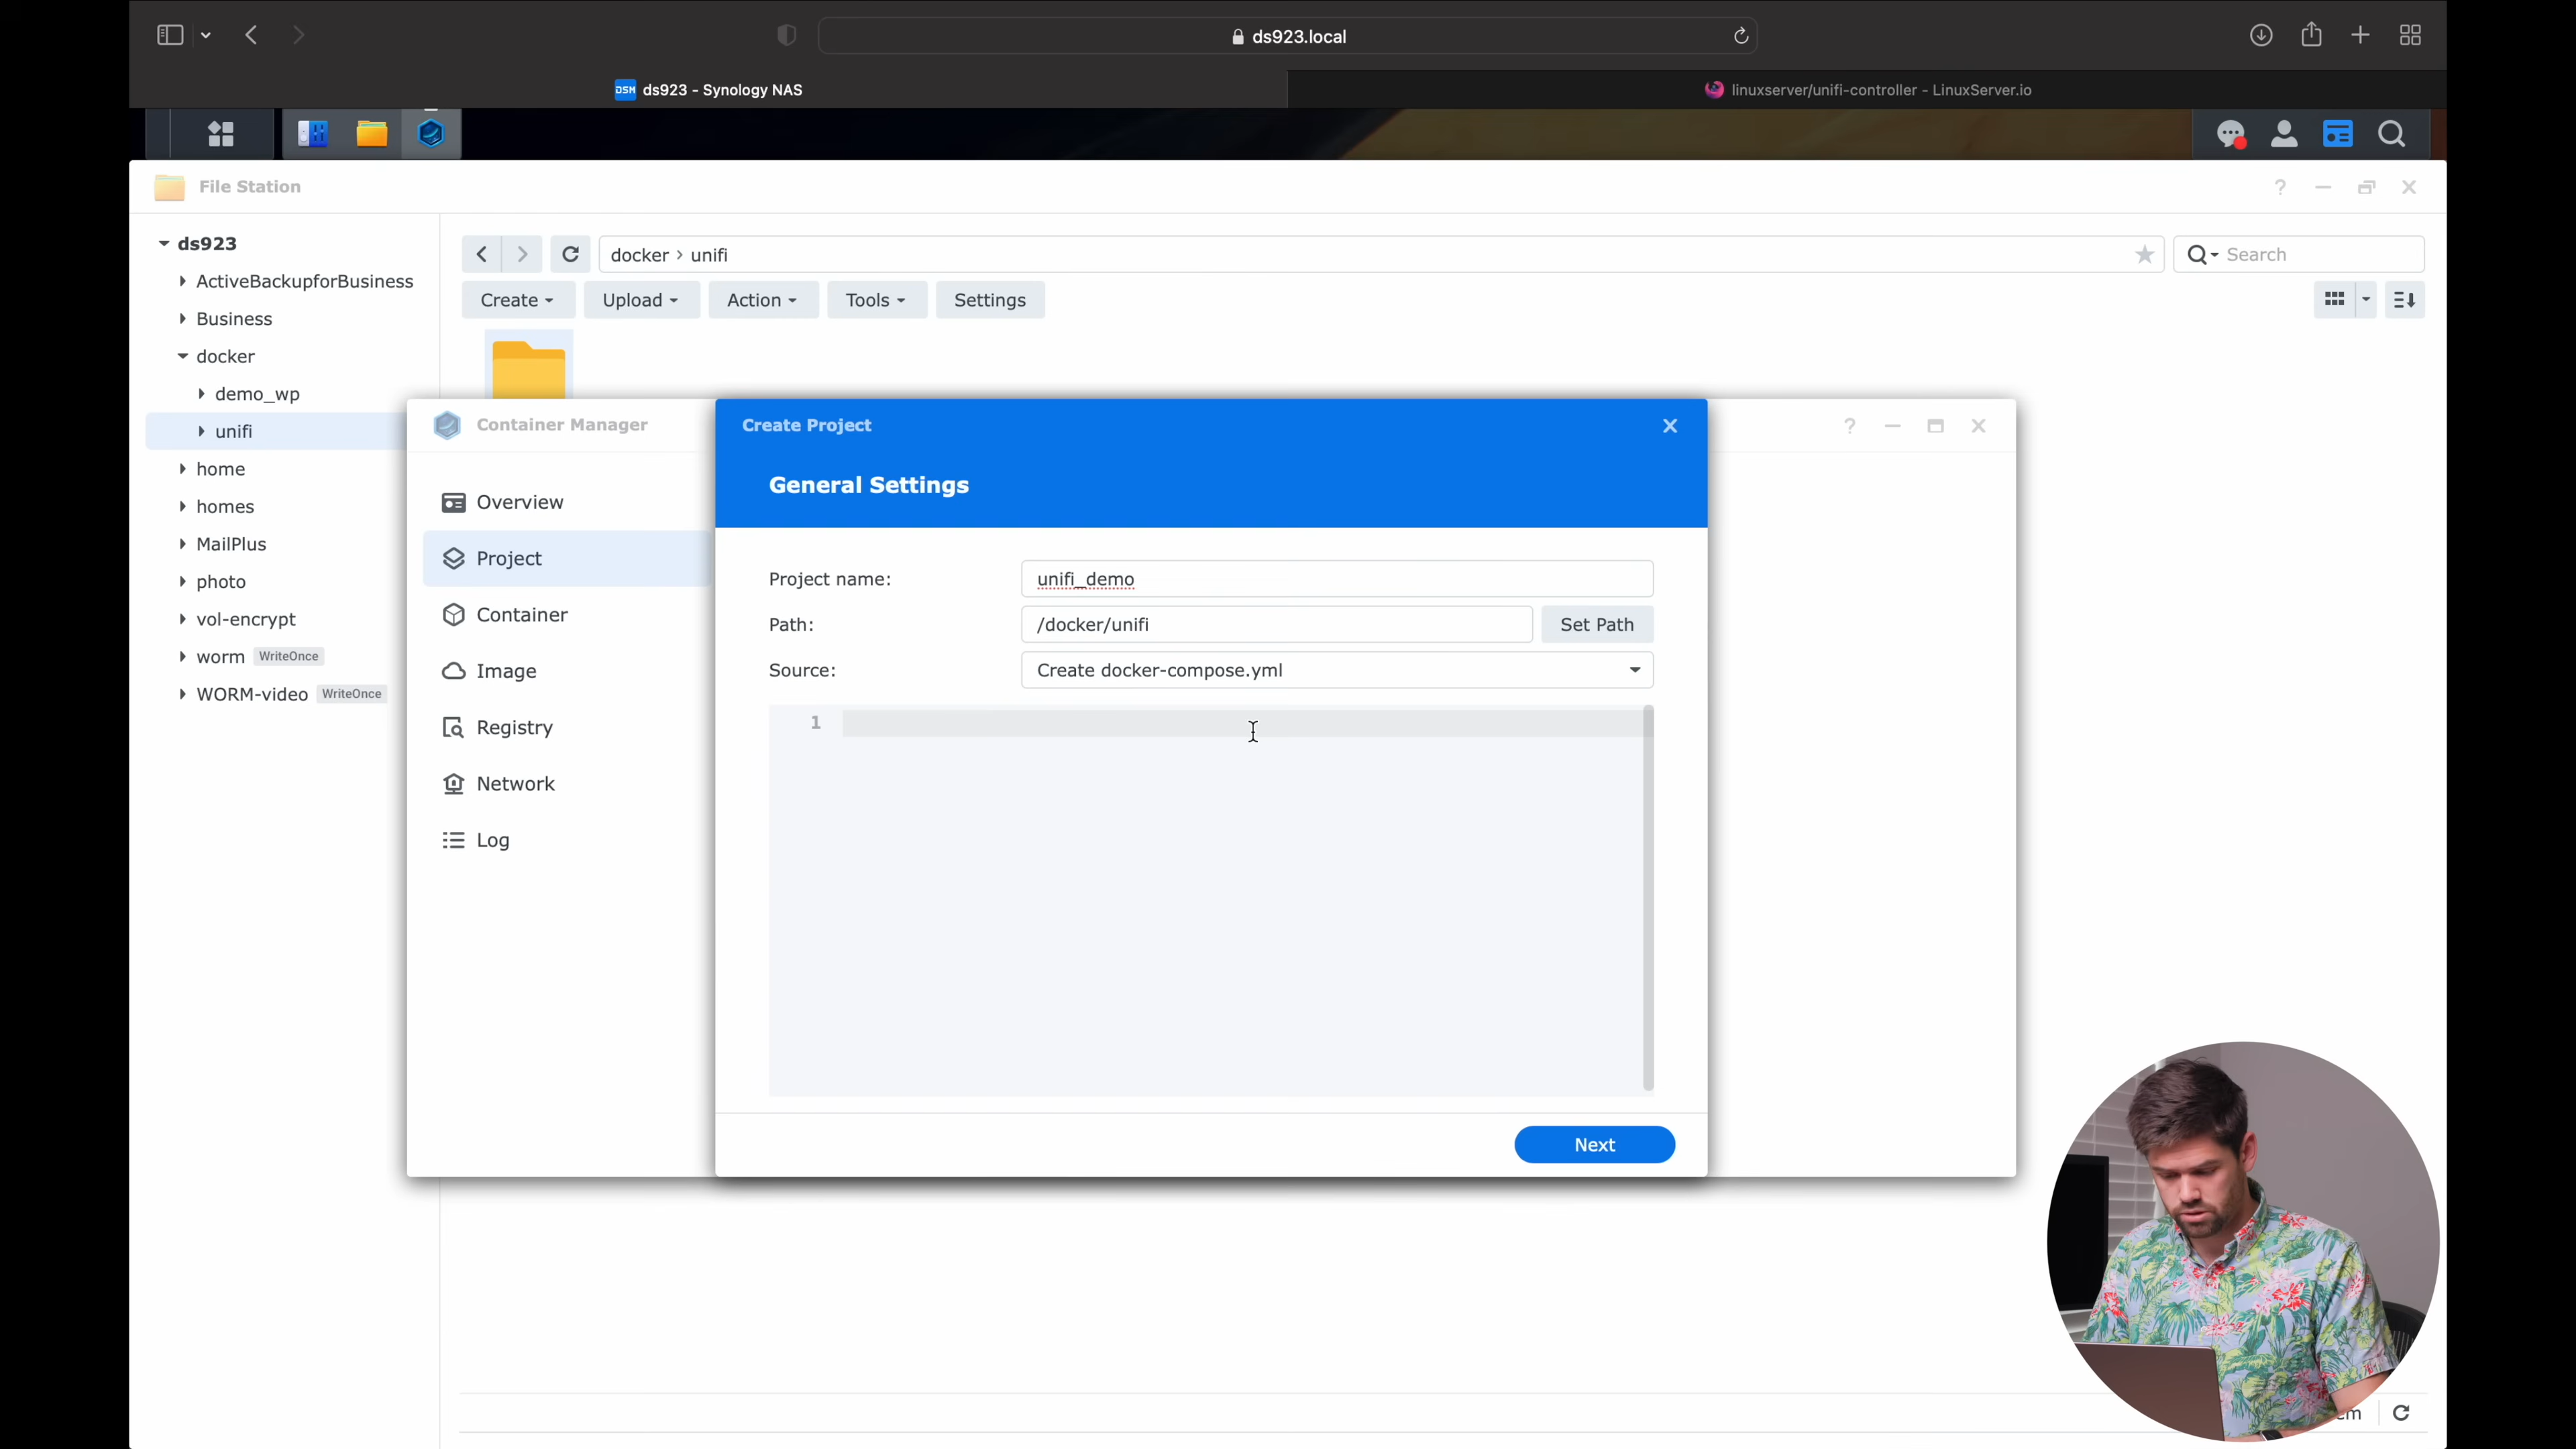 ds923.local
DSM ds923 - Synology NAS
linuxserver/unifi-controller - LinuxServer.io
File Station
ds923
ActiveBackupforBusiness
Business
docker
demo_wp
unifi
home
homes
MailPlus
photo
vol-encrypt
worm WriteOnce
WORM-video WriteOnce
docker > unifi
Search
Create
Upload
Action
Tools
Settings
Container Manager
Overview
Project
Container
Image
Registry
Network
Log
Create Project
General Settings
Project name: unifi_demo
Path: /docker/unifi Set Path
Source: Create docker-compose.yml
1
Next